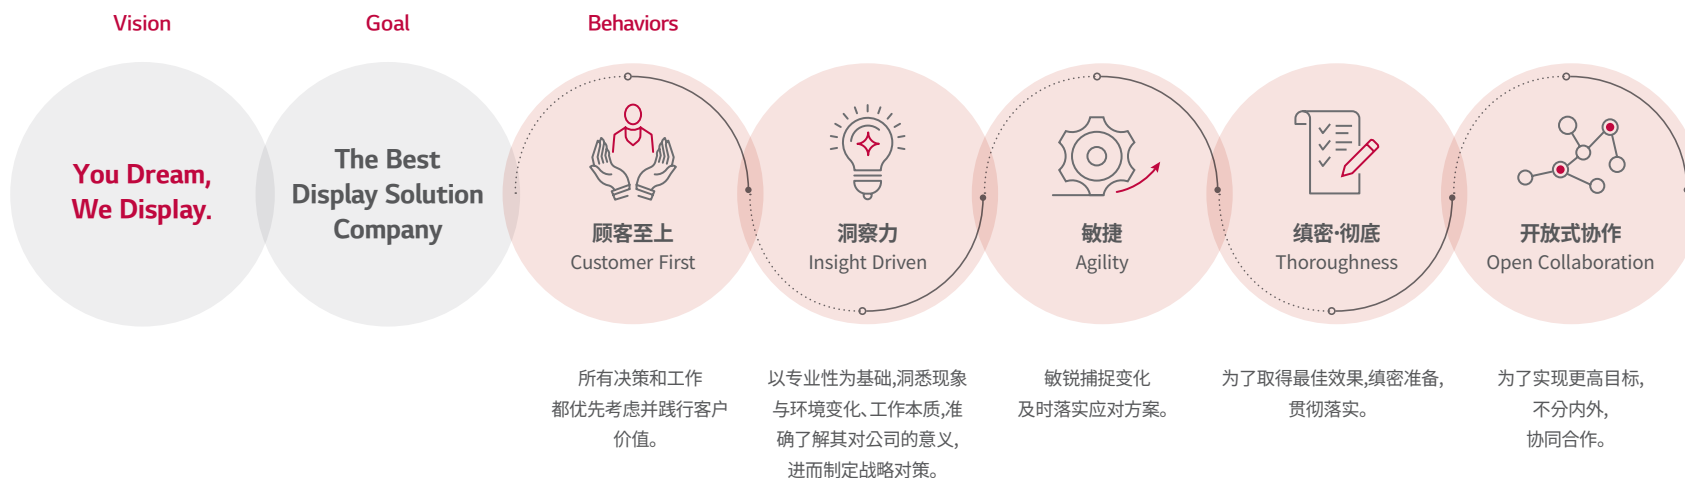 Vision
Goal
Behaviors
You Dream,
We Display.
The Best
Display Solution
Company
顾客至上
Customer First
洞察力
Insight Driven
敏捷
Agility
缜密·彻底
Thoroughness
开放式协作
Open Collaboration
所有决策和工作
都优先考虑并践行客户
价值。
以专业性为基础,洞悉现象
与环境变化、工作本质,准
确了解其对公司的意义,
进而制定战略对策。
敏锐捕捉变化
及时落实应对方案。
为了取得最佳效果,缜密准备,
贯彻落实。
为了实现更高目标,
不分内外,
协同合作。